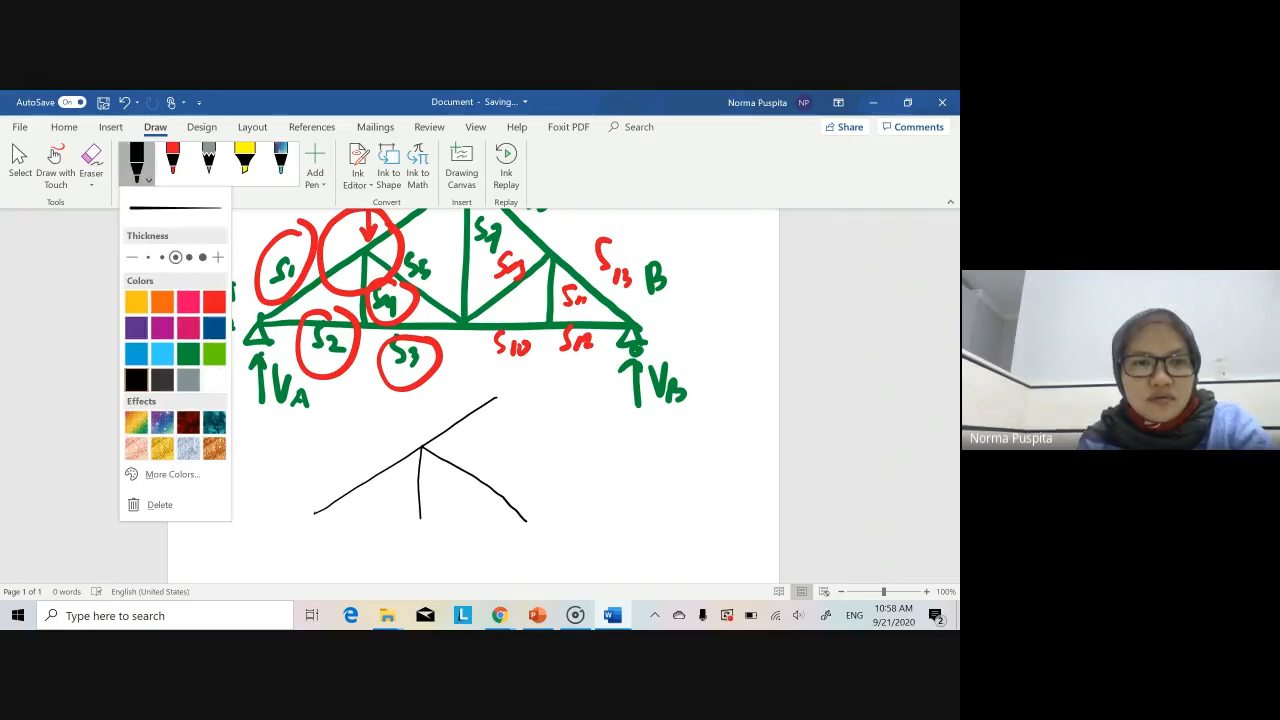 AutoSave On Document - Saving... Norma Puspita NP
File Home Insert Draw Design Layout References Mailings Review View Help Foxit PDF Search Share Comments
Select Draw with Touch Eraser Add Pen Ink Editor Ink to Shape Ink to Math Drawing Canvas Ink Replay
Tools Convert Insert Replay
Thickness
Colors
Effects
More Colors...
Delete
S1 S5 S9 S13 B
S4
S2 S3 S10 S12
VA VB
Norma Puspita
Page 1 of 1 0 words English (United States) 100%
Type here to search L ENG 10:58 AM
9/21/2020 2